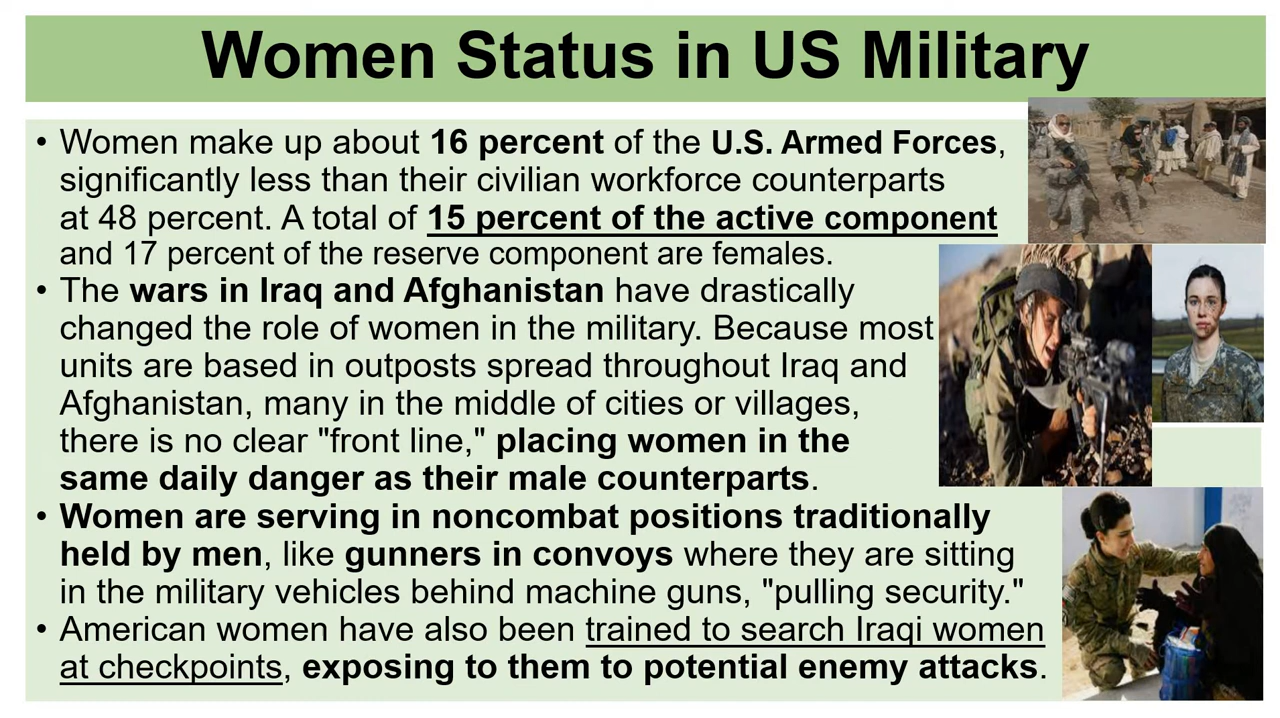 Women Status in US Military
• Women make up about 16 percent of the U.S. Armed Forces,
significantly less than their civilian workforce counterparts
at 48 percent. A total of 15 percent of the active component
and 17 percent of the reserve component are females.
• The wars in Iraq and Afghanistan have drastically
changed the role of women in the military. Because most
units are based in outposts spread throughout Iraq and
Afghanistan, many in the middle of cities or villages,
there is no clear "front line," placing women in the
same daily danger as their male counterparts.
• Women are serving in noncombat positions traditionally
held by men, like gunners in convoys where they are sitting
in the military vehicles behind machine guns, "pulling security."
• American women have also been trained to search Iraqi women
at checkpoints, exposing to them to potential enemy attacks.